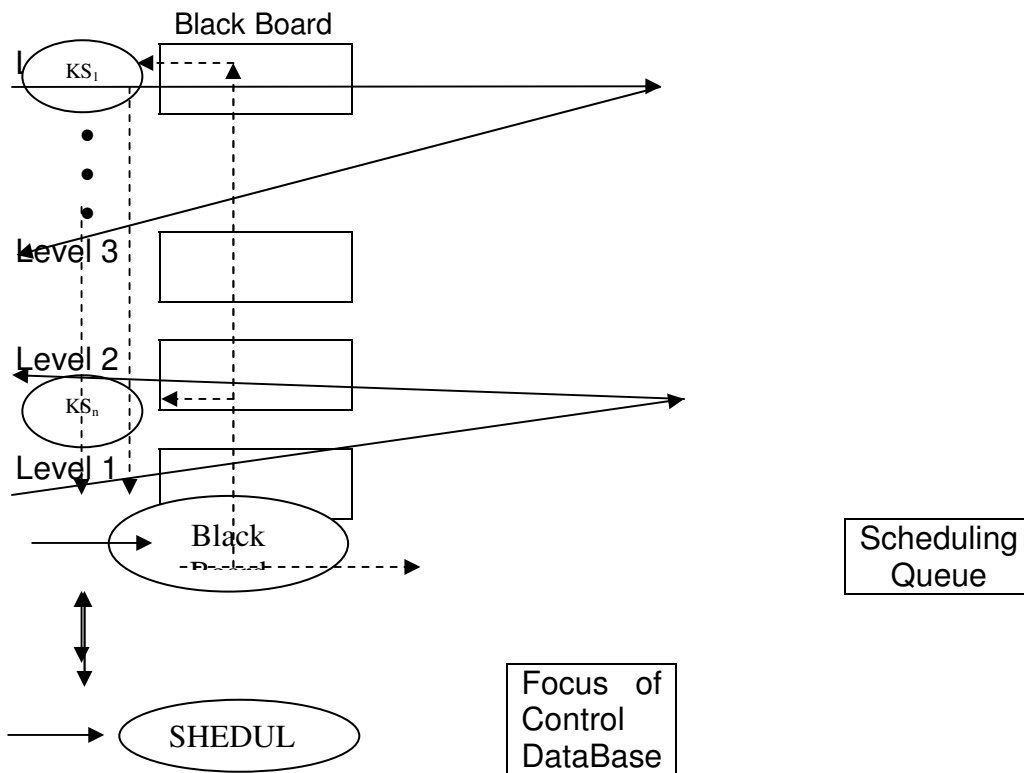 Black Board
KS₁
Level 3
Level 2
KSₙ
Level 1
Black
Scheduling
Queue
Focus of
Control
DataBase
SHEDUL